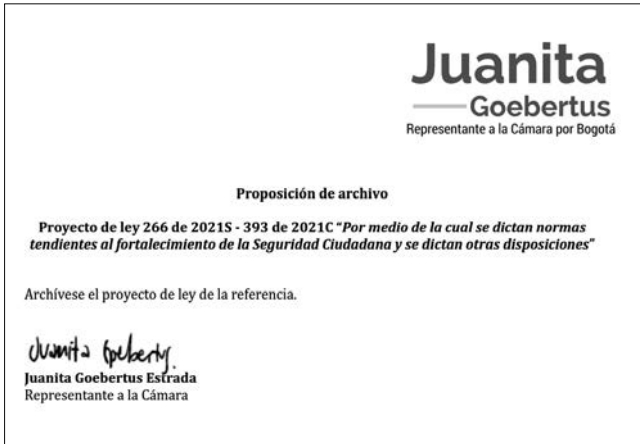 Juanita
Goebertus
Representante a la Cámara por Bogotá
Proposición de archivo
Proyecto de ley 266 de 2021S - 393 de 2021C “Por medio de la cual se dictan normas
tendientes al fortalecimiento de la Seguridad Ciudadana y se dictan otras disposiciones”
Archívese el proyecto de ley de la referencia.
Juanita Goebertus
Juanita Goebertus Estrada
Representante a la Cámara